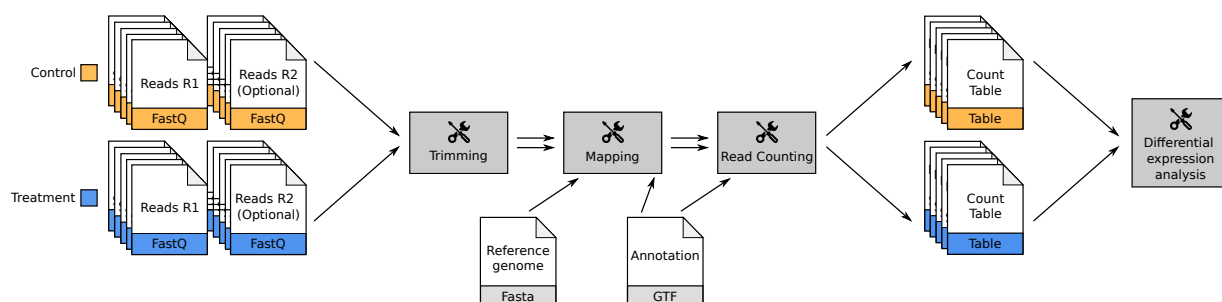 Control
Reads R1
FastQ
Reads R2
(Optional)
FastQ
Treatment
Reads R1
FastQ
Reads R2
(Optional)
FastQ
Trimming
Mapping
Read Counting
Reference
genome
Fasta
Annotation
GTF
Count
Table
Table
Count
Table
Table
Differential
expression
analysis